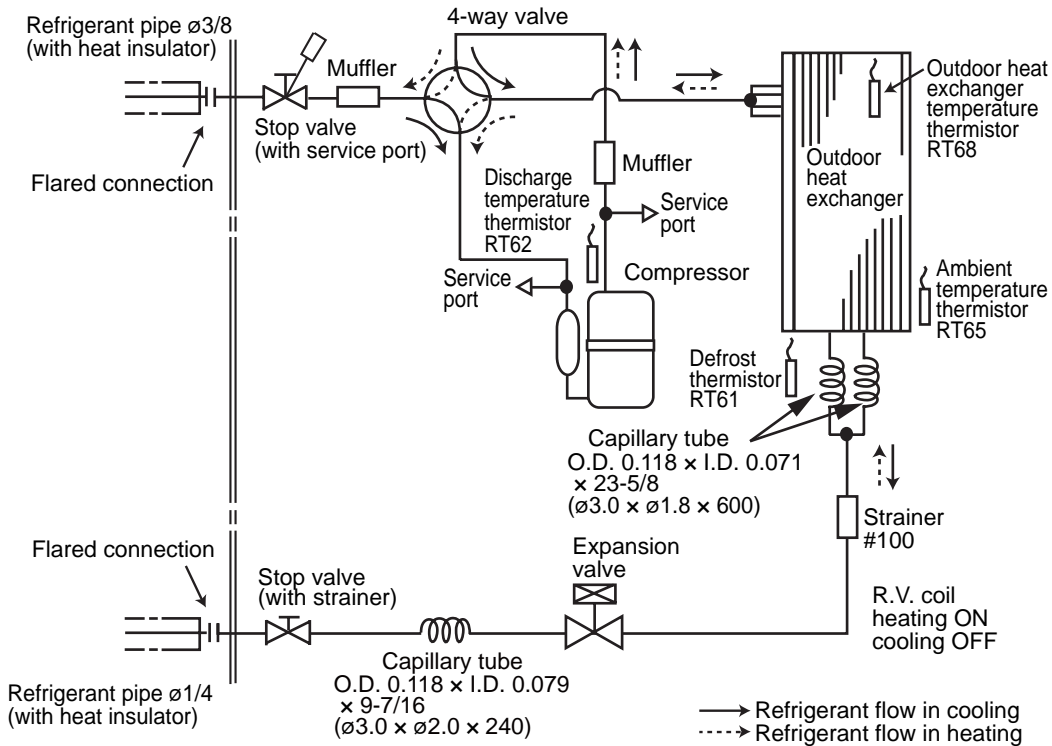 4-way valve
Refrigerant pipe ø3/8
(with heat insulator)
Muffler
Stop valve
(with service port)
Flared connection
Outdoor heat
exchanger
temperature
thermistor
RT68
Outdoor
heat
exchanger
Muffler
Discharge
temperature
thermistor
RT62
Service
port
Service
port
Compressor
Ambient
temperature
thermistor
RT65
Defrost
thermistor
RT61
Capillary tube
O.D. 0.118 × I.D. 0.071
× 23-5/8
(ø3.0 × ø1.8 × 600)
Strainer
#100
Flared connection
Stop valve
(with strainer)
Expansion
valve
R.V. coil
heating ON
cooling OFF
Refrigerant pipe ø1/4
(with heat insulator)
Capillary tube
O.D. 0.118 × I.D. 0.079
× 9-7/16
(ø3.0 × ø2.0 × 240)
Refrigerant flow in cooling
Refrigerant flow in heating